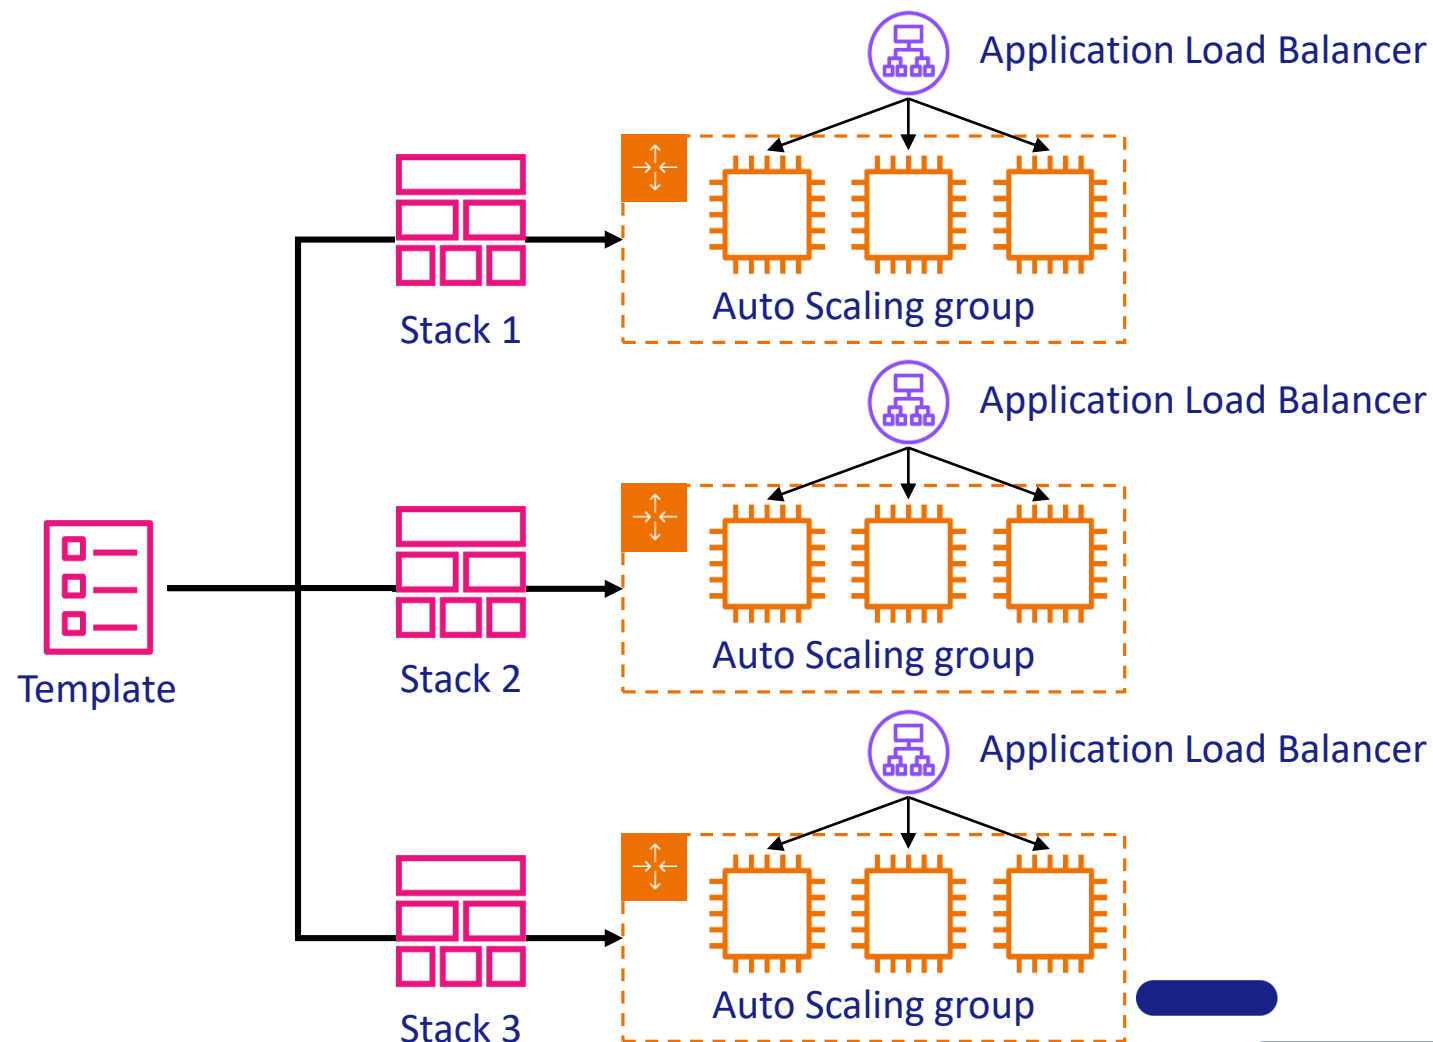 Application Load Balancer
Auto Scaling group
Stack 1
Application Load Balancer
Auto Scaling group
Stack 2
Template
Application Load Balancer
Auto Scaling group
Stack 3